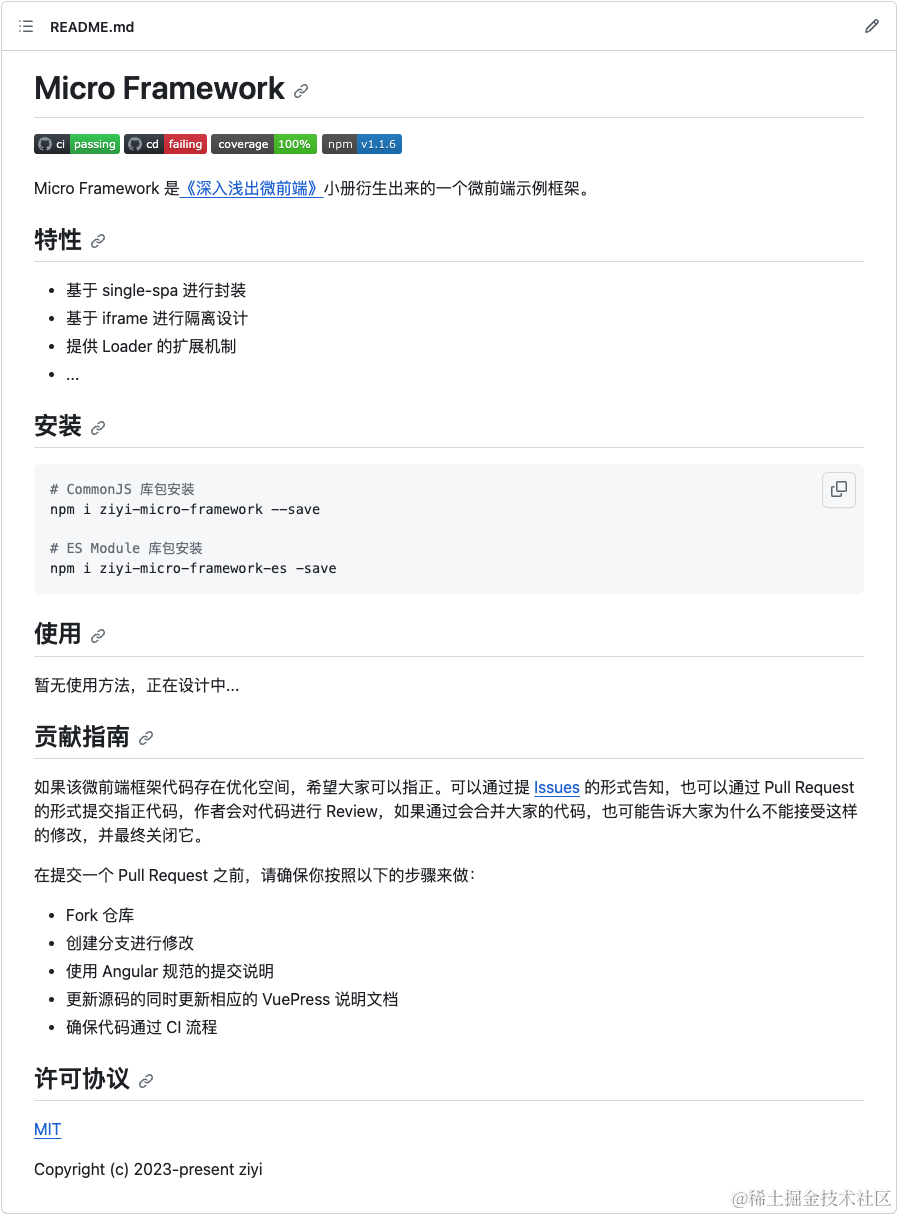 README.md
Micro Framework
ci passing cd failing coverage 100% npm v1.1.6
Micro Framework 是《深入浅出微前端》小册衍生出来的一个微前端示例框架。
特性
• 基于 single-spa 进行封装
• 基于 iframe 进行隔离设计
• 提供 Loader 的扩展机制
• ...
安装
# CommonJS 库包安装
npm i ziyi-micro-framework --save
# ES Module 库包安装
npm i ziyi-micro-framework-es -save
使用
暂无使用方法，正在设计中...
贡献指南
如果该微前端框架代码存在优化空间，希望大家可以指正。可以通过提 Issues 的形式告知，也可以通过 Pull Request
的形式提交指正代码，作者会对代码进行 Review，如果通过会合并大家的代码，也可能告诉大家为什么不能接受这样
的修改，并最终关闭它。
在提交一个 Pull Request 之前，请确保你按照以下的步骤来做：
• Fork 仓库
• 创建分支进行修改
• 使用 Angular 规范的提交说明
• 更新源码的同时更新相应的 VuePress 说明文档
• 确保代码通过 CI 流程
许可协议
MIT
Copyright (c) 2023-present ziyi
@稀土掘金技术社区